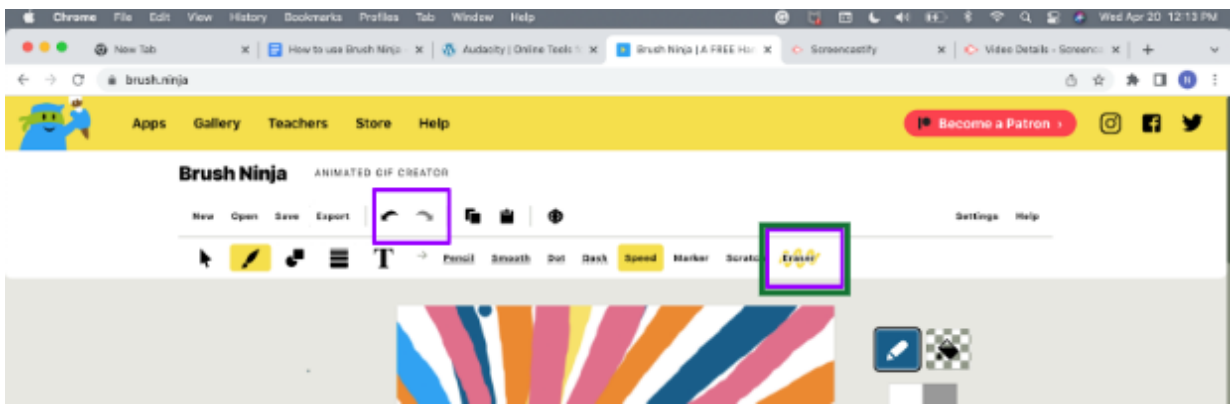 Chrome File Edit View History Bookmarks Profiles Tab Window Help Wed Apr 20 12:13 PM
New Tab How to use Brush Ninja Audacity | Online Tools Brush Ninja | A FREE Screencastify Video Details - Screenc
brush.ninja
Apps Gallery Teachers Store Help Become a Patron ›
Brush Ninja ANIMATED GIF CREATOR
New Open Save Export Settings Help
T Pencil Smooth Dot Dash Speed Marker Scratch Eraser